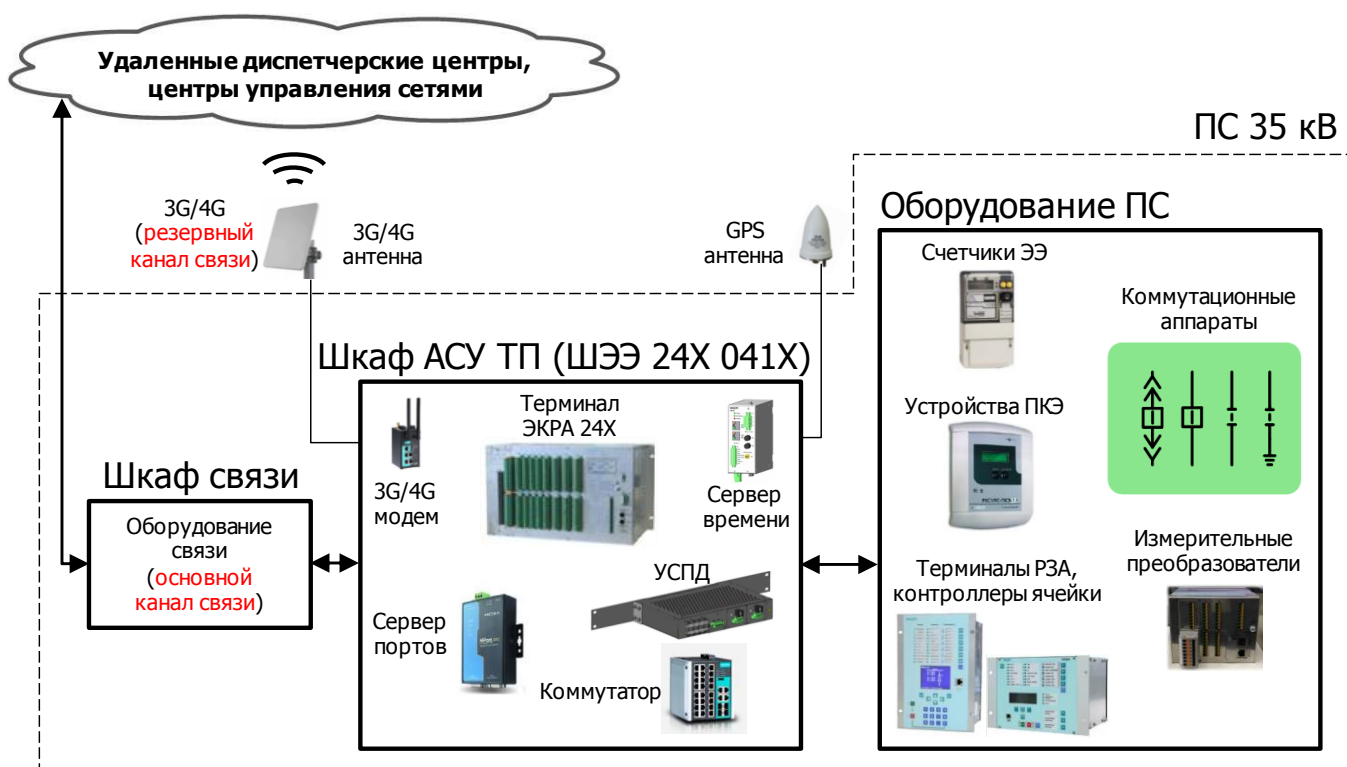 Удаленные диспетчерские центры,
центры управления сетями
ПС 35 кВ
3G/4G
(резервный
канал связи)
3G/4G
антенна
GPS
антенна
Оборудование ПС
Счетчики ЭЭ
Коммутационные
аппараты
Устройства ПКЭ
Измерительные
преобразователи
Терминалы РЗА,
контроллеры ячейки
Шкаф АСУ ТП (ШЭЭ 24Х 041Х)
Терминал
ЭКРА 24Х
3G/4G
модем
Сервер
времени
УСПД
Сервер
портов
Коммутатор
Шкаф связи
Оборудование
связи
(основной
канал связи)